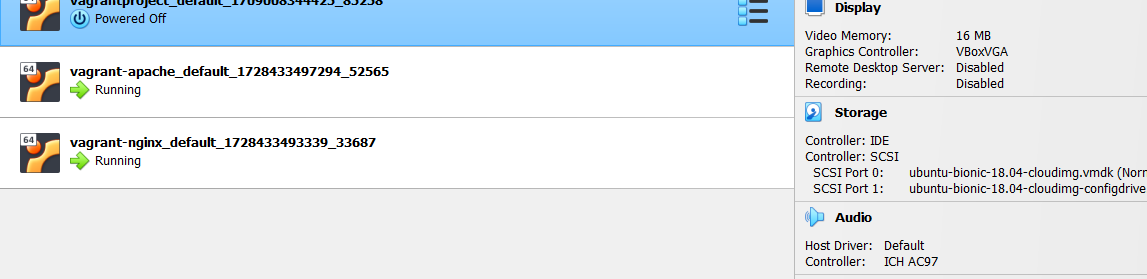 Powered Off
64
vagrant-apache_default_1728433497294_52565
Running
64
vagrant-nginx_default_1728433493339_33687
Running
Display
Video Memory: 16 MB
Graphics Controller: VBoxVGA
Remote Desktop Server: Disabled
Recording: Disabled
Storage
Controller: IDE
Controller: SCSI
SCSI Port 0: ubuntu-bionic-18.04-cloudimg.vmdk (Norr
SCSI Port 1: ubuntu-bionic-18.04-cloudimg-configdrive
Audio
Host Driver: Default
Controller: ICH AC97